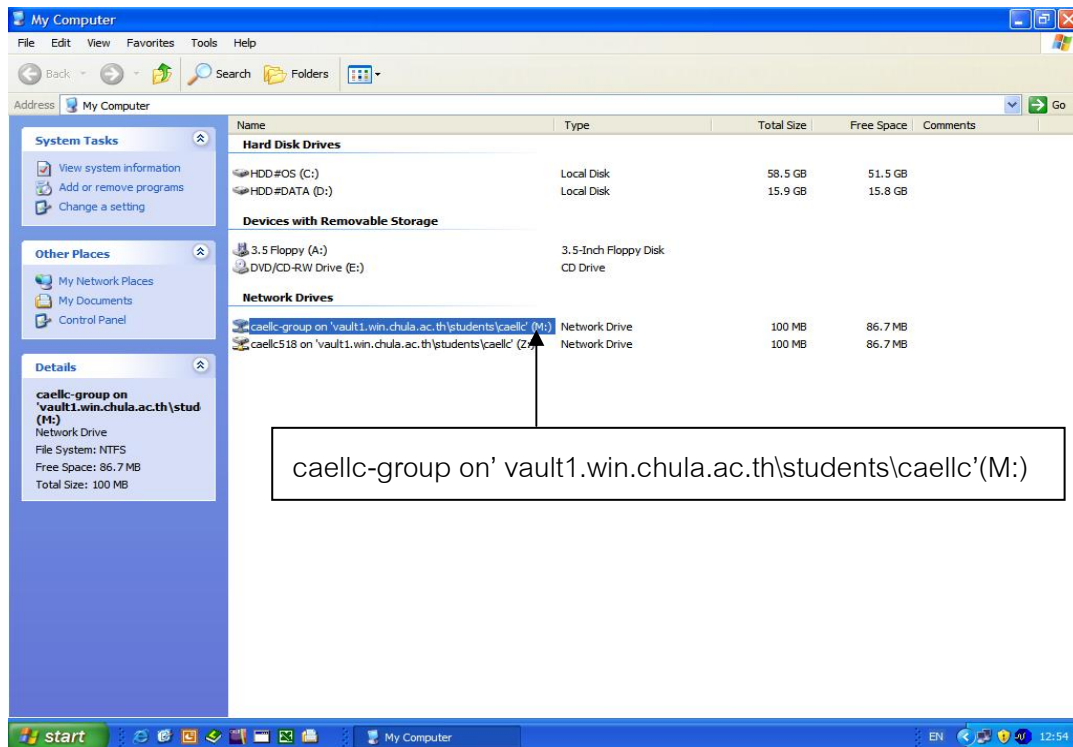 My Computer
File Edit View Favorites Tools Help
Back Search Folders
Address My Computer Go
System Tasks
View system information
Add or remove programs
Change a setting
Other Places
My Network Places
My Documents
Control Panel
Details
caellc-group on
'vault1.win.chula.ac.th\stud
(M:)
Network Drive
File System: NTFS
Free Space: 86.7 MB
Total Size: 100 MB
Name Type Total Size Free Space Comments
Hard Disk Drives
HDD#OS (C:) Local Disk 58.5 GB 51.5 GB
HDD#DATA (D:) Local Disk 15.9 GB 15.8 GB
Devices with Removable Storage
3.5 Floppy (A:) 3.5-Inch Floppy Disk
DVD/CD-RW Drive (E:) CD Drive
Network Drives
caellc-group on 'vault1.win.chula.ac.th\students\caellc' (M:) Network Drive 100 MB 86.7 MB
caellc518 on 'vault1.win.chula.ac.th\students\caellc' (Z:) Network Drive 100 MB 86.7 MB
caellc-group on’ vault1.win.chula.ac.th\students\caellc’(M:)
start My Computer EN 12:54